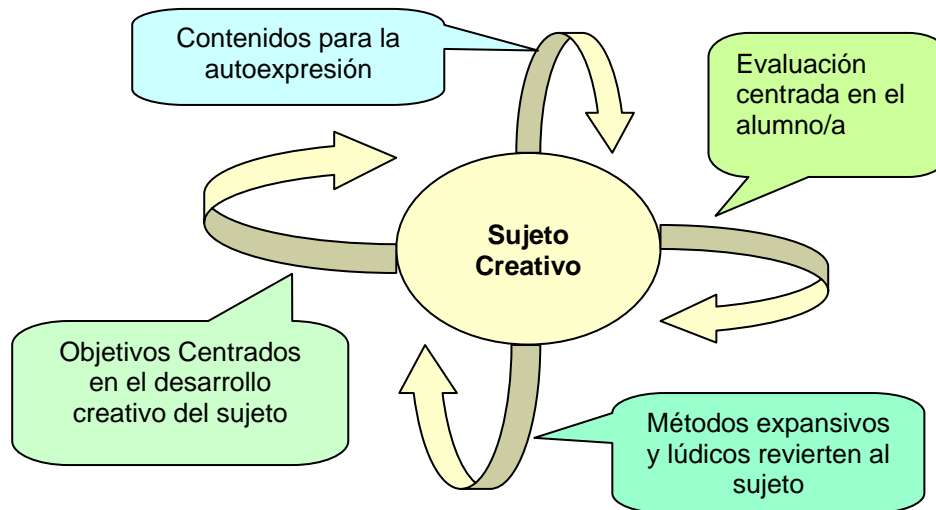 Contenidos para la
autoexpresión
Evaluación
centrada en el
alumno/a
Sujeto
Creativo
Objetivos Centrados
en el desarrollo
creativo del sujeto
Métodos expansivos
y lúdicos revierten al
sujeto